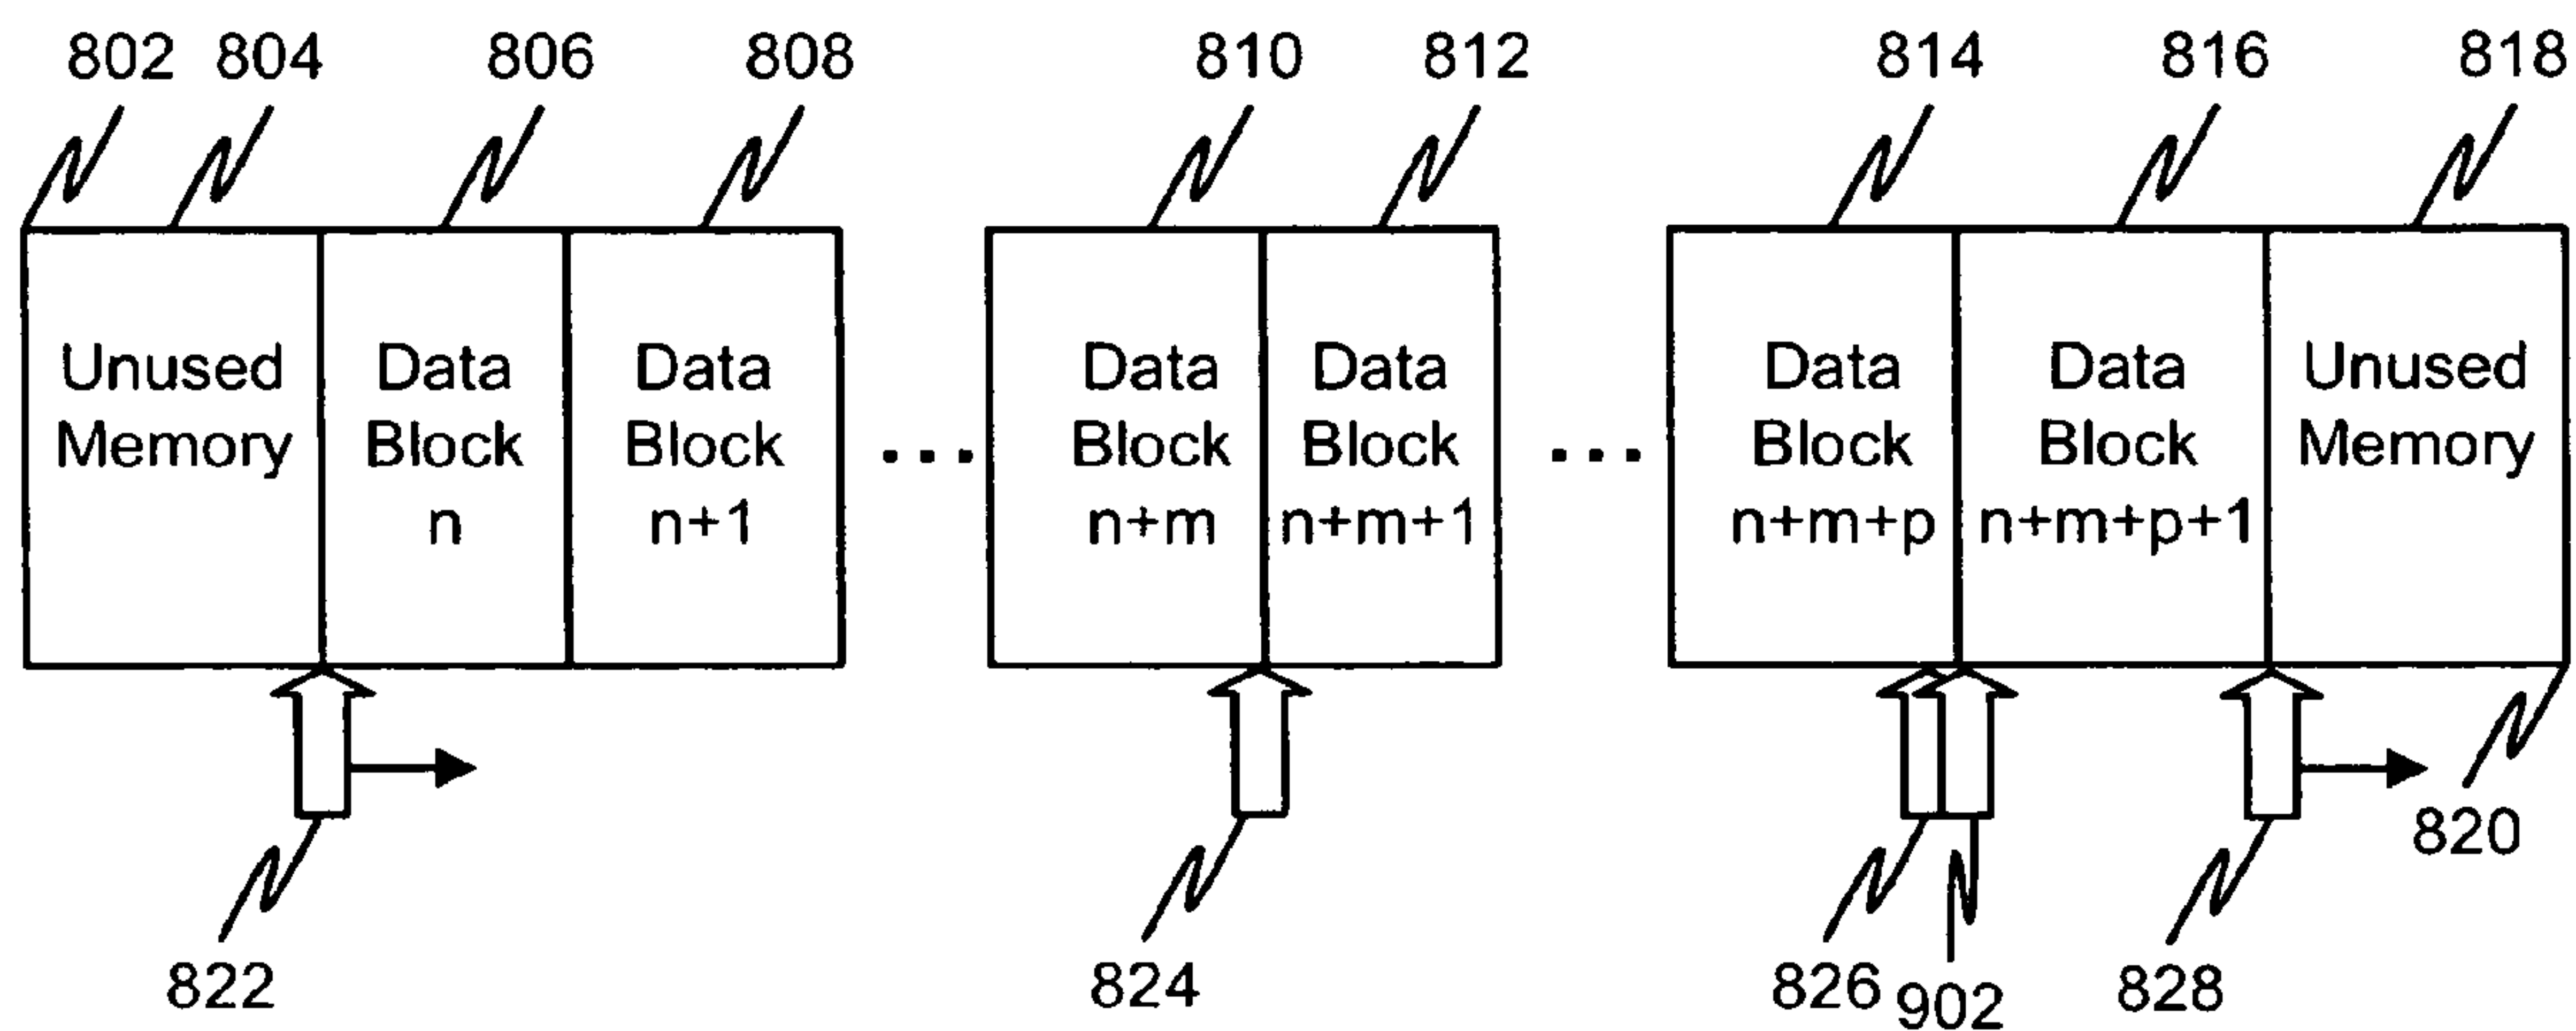 802 804 806 808 810 812 814 816 818
Unused
Memory
Data
Block
n
Data
Block
n+1
...
Data
Block
n+m
Data
Block
n+m+1
...
Data
Block
n+m+p
Data
Block
n+m+p+1
Unused
Memory
820
822 824 826 902 828